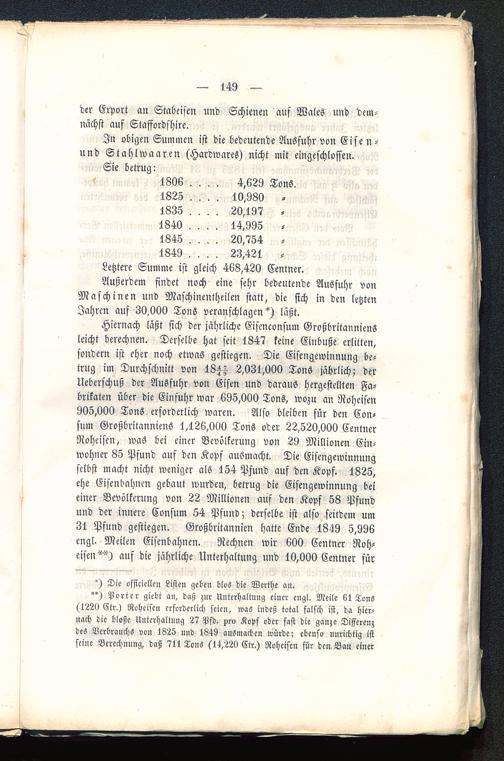 — 149 —
der Export an Stabeisen und Schienen auf Wales und dem-
nächst auf Staffordshire.
In obigen Summen ist die bedeutende Ausfuhr von Eisen-
und Stahlwaaren (Hardwares) nicht mit eingeschlossen.
Sie betrug:
1806 . . . . 4,629 Tons.
1825 . . . . 10,980 "
1835 . . . . 20,197 "
1840 . . . . 14,995 "
1845 . . . . 20,754 "
1849 . . . . 23,421 "
Letztere Summe ist gleich 468,420 Centner.
Außerdem findet noch eine sehr bedeutende Ausfuhr von
Maschinen und Maschinentheilen statt, die sich in den letzten
Jahren auf 30,000 Tons veranschlagen*) läßt.
Hiernach läßt sich der jährliche Eisenconsum Großbritanniens
leicht berechnen. Derselbe hat seit 1847 keine Einbuße erlitten,
sondern ist eher noch etwas gestiegen. Die Eisengewinnung be-
trug im Durchschnitt von 2,031,000 Tons jährlich; der
Ueberschuß der Ausfuhr von Eisen und daraus hergestellten Fa-
brikaten über die Einfuhr war 695,000 Tons, wozu an Roheisen
905,000 Tons erforderlich waren. Also bleiben für den Con-
sum Großbritanniens 1,126,000 Tons oder 22,520,000 Centner
Roheisen, was bei einer Bevölkerung von 29 Millionen Ein-
wohner 85 Pfund auf den Kopf ausmacht. Die Eisengewinnung
selbst macht nicht weniger als 154 Pfund auf den Kopf. 1825,
ehe Eisenbahnen gebaut wurden, betrug die Eisengewinnung bei
einer Bevölkerung von 22 Millionen auf den Kopf 58 Pfund
und der innere Consum 54 Pfund; derselbe ist also seitdem um
31 Pfund gestiegen. Großbritannien hatte Ende 1849 5,996
engl. Meilen Eisenbahnen. Rechnen wir 600 Centner Roh-
eisen**) auf die jährliche Unterhaltung und 10,000 Centner für
*) Die officiellen Listen geben blos die Werthe an.
**) Porter giebt an, daß zur Unterhaltung einer engl. Meile 61 Tons
(1220 Ctr.) Roheisen erforderlich seien, was indeß total falsch ist, da hier-
nach die bloße Unterhaltung 27 Pfd. pro Kopf oder fast die ganze Differenz
des Verbrauchs von 1825 und 1849 ausmachen würde; ebenso unrichtig ist
seine Berechnung, daß 711 Tons (14,220 Ctr.) Roheisen für den Bau einer